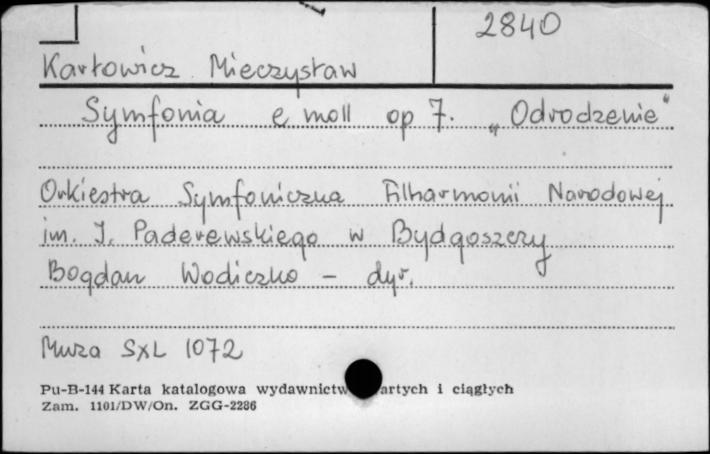 2840
Karłowicz Mieczysław
Symfonia e moll op 7. „Odrodzenie"
Orkiestra Symfoniczna Filharmonii Narodowej
im. I. Paderewskiego w Bydgoszczy
Bogdan Wodiczko – dyr.
Muza SXL 1072
Pu-B-144 Karta katalogowa wydawnictw artych i ciągłych
Zam. 1101/DW/On. ZGG-2286